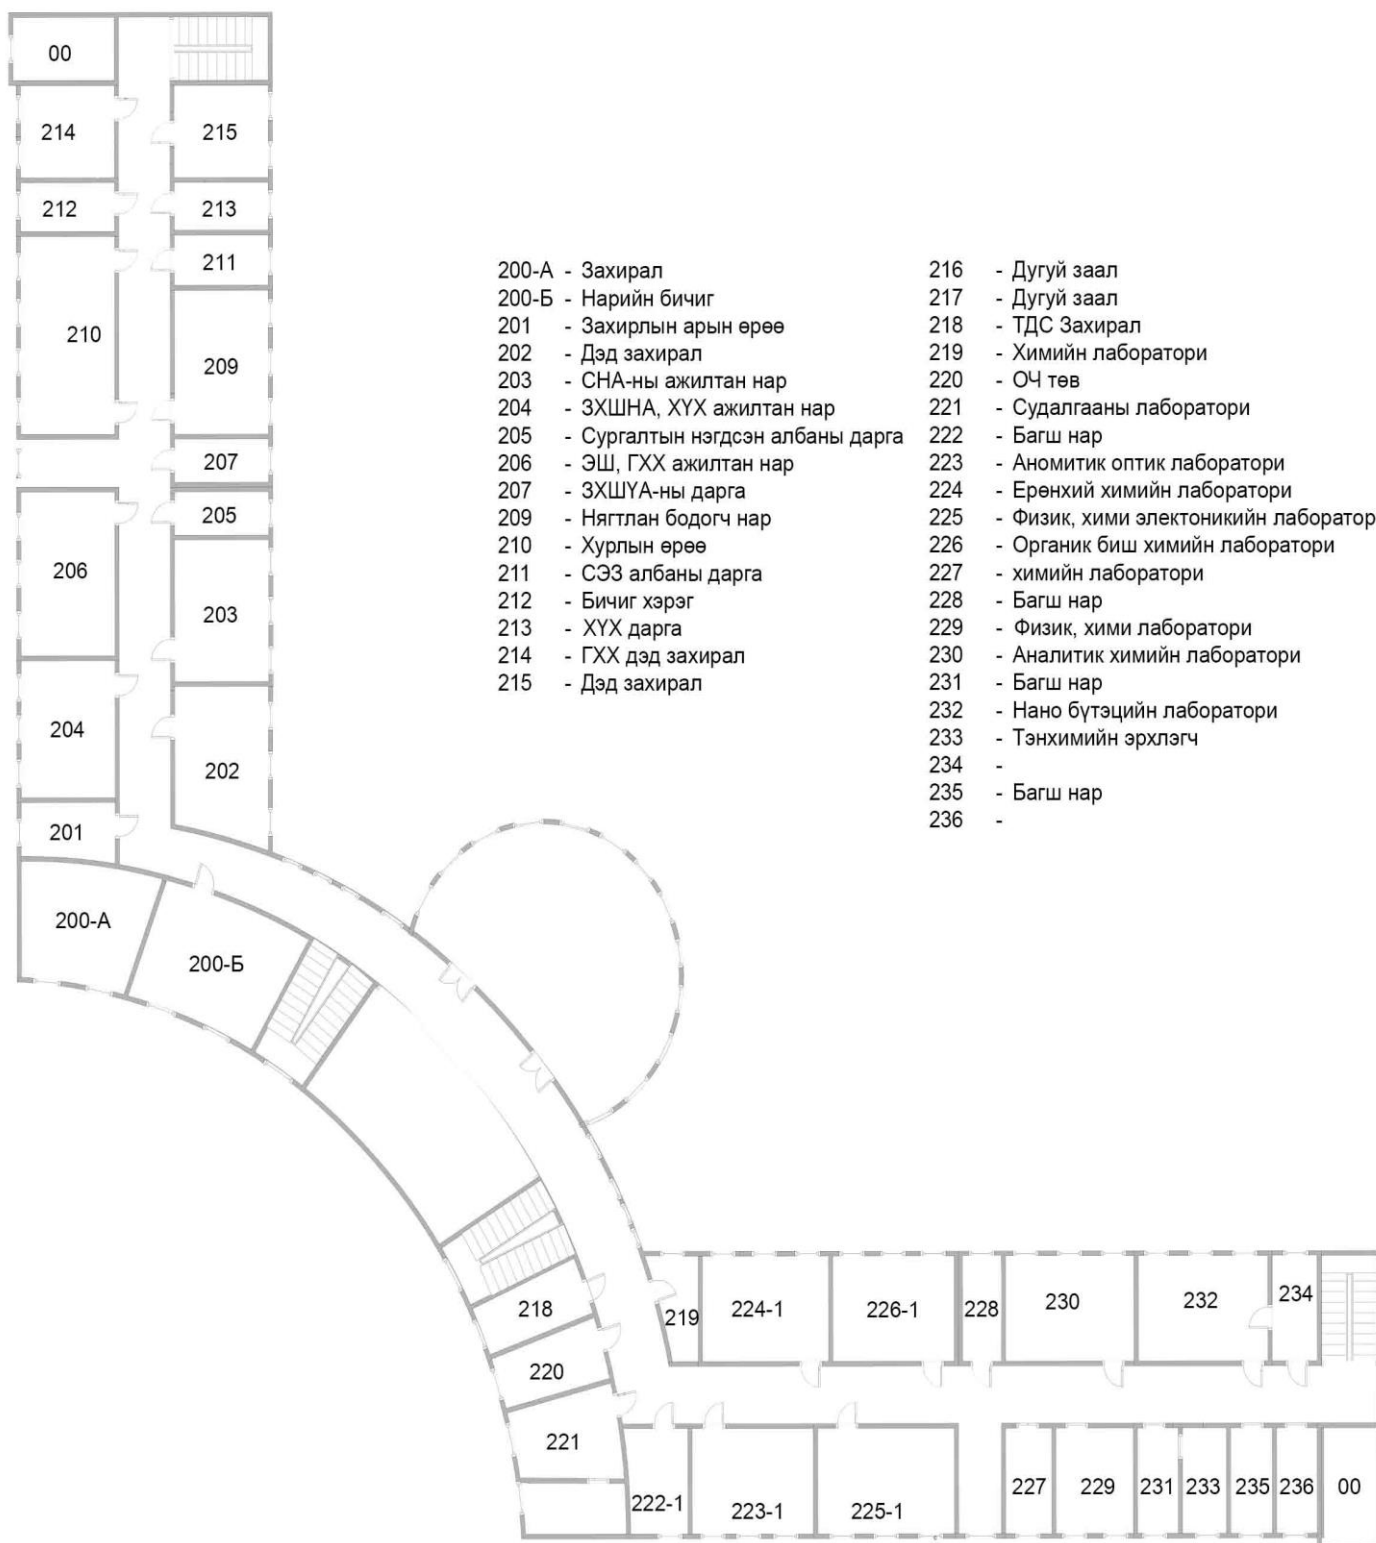 00
214
215
212
213
211
210
209
207
205
206
203
204
202
201
200-А
200-Б
200-А - Захирал
200-Б - Нарийн бичиг
201 - Захирлын арын өрөө
202 - Дэд захирал
203 - СНА-ны ажилтан нар
204 - ЗХШНА, ХҮХ ажилтан нар
205 - Сургалтын нэгдсэн албаны дарга
206 - ЭШ, ГХХ ажилтан нар
207 - ЗХШҮА-ны дарга
209 - Нягтлан бодогч нар
210 - Хурлын өрөө
211 - СЭЗ албаны дарга
212 - Бичиг хэрэг
213 - ХҮХ дарга
214 - ГХХ дэд захирал
215 - Дэд захирал
216 - Дугуй заал
217 - Дугуй заал
218 - ТДС Захирал
219 - Химийн лаборатори
220 - ОЧ төв
221 - Судалгааны лаборатори
222 - Багш нар
223 - Аномитик оптик лаборатори
224 - Ерөнхий химийн лаборатори
225 - Физик, хими электоникийн лаборатор
226 - Органик биш химийн лаборатори
227 - химийн лаборатори
228 - Багш нар
229 - Физик, хими лаборатори
230 - Аналитик химийн лаборатори
231 - Багш нар
232 - Нано бүтэцийн лаборатори
233 - Тэнхимийн эрхлэгч
234 -
235 - Багш нар
236 -
218
220
221
219
224-1
226-1
228
230
232
234
222-1
223-1
225-1
227
229
231
233
235
236
00